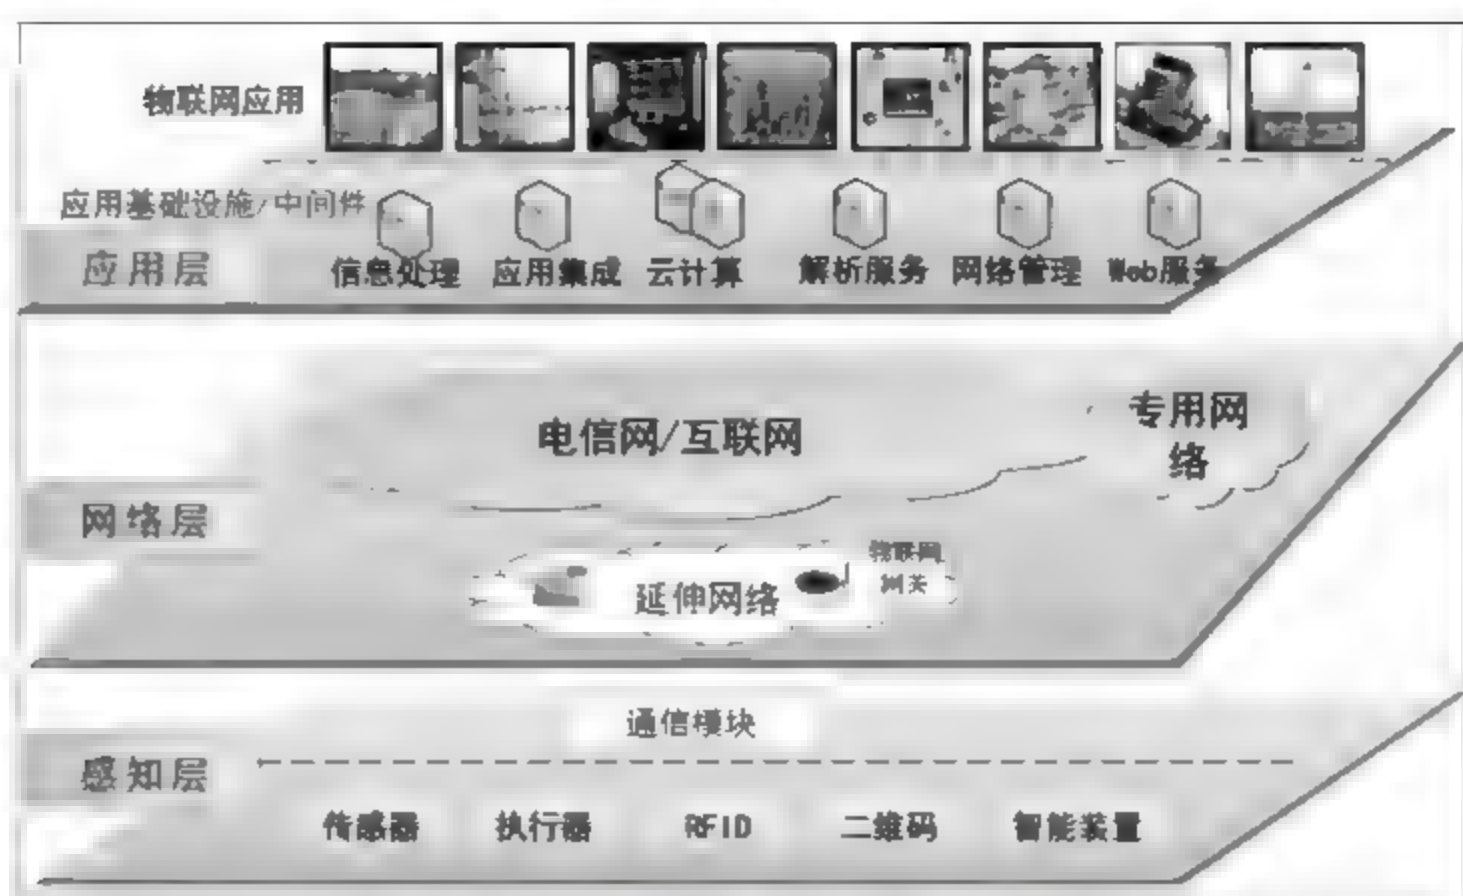 物联网应用
应用基础设施/中间件
应用层
信息处理 应用集成 云计算 解析服务 网络管理 Web服务
电信网/互联网
专用网
络
网络层
物联网
网关
延伸网络
通信模块
感知层
传感器 执行器 RFID 二维码 智能装置